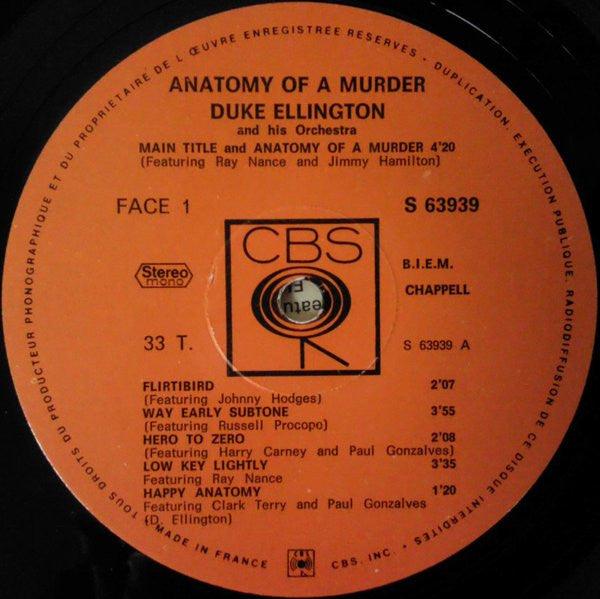 TOUS DROITS DU PRODUCTEUR PHONOGRAPHIQUE ET DU PROPRIETAIRE DE L'ŒUVRE ENREGISTRÉE RESERVES - DUPLICATION, EXECUTION PUBLIQUE, RADIODIFFUSION DE CE DISQUE INTERDITES •
ANATOMY OF A MURDER
DUKE ELLINGTON
and his Orchestra
MAIN TITLE and ANATOMY OF A MURDER 4'20
(Featuring Ray Nance and Jimmy Hamilton)
FACE 1
S 63939
CBS
Stereo
mono
B.I.E.M.
CHAPPELL
33 T.
S 63939 A
FLIRTIBIRD 2'07
(Featuring Johnny Hodges)
WAY EARLY SUBTONE 3'55
(Featuring Russell Procopo)
HERO TO ZERO 2'08
(Featuring Harry Carney and Paul Gonzalves)
LOW KEY LIGHTLY 3'35
Featuring Ray Nance
HAPPY ANATOMY 1'20
Featuring Clark Terry and Paul Gonzalves
(D. Ellington)
MADE IN FRANCE
CBS
CBS, INC.